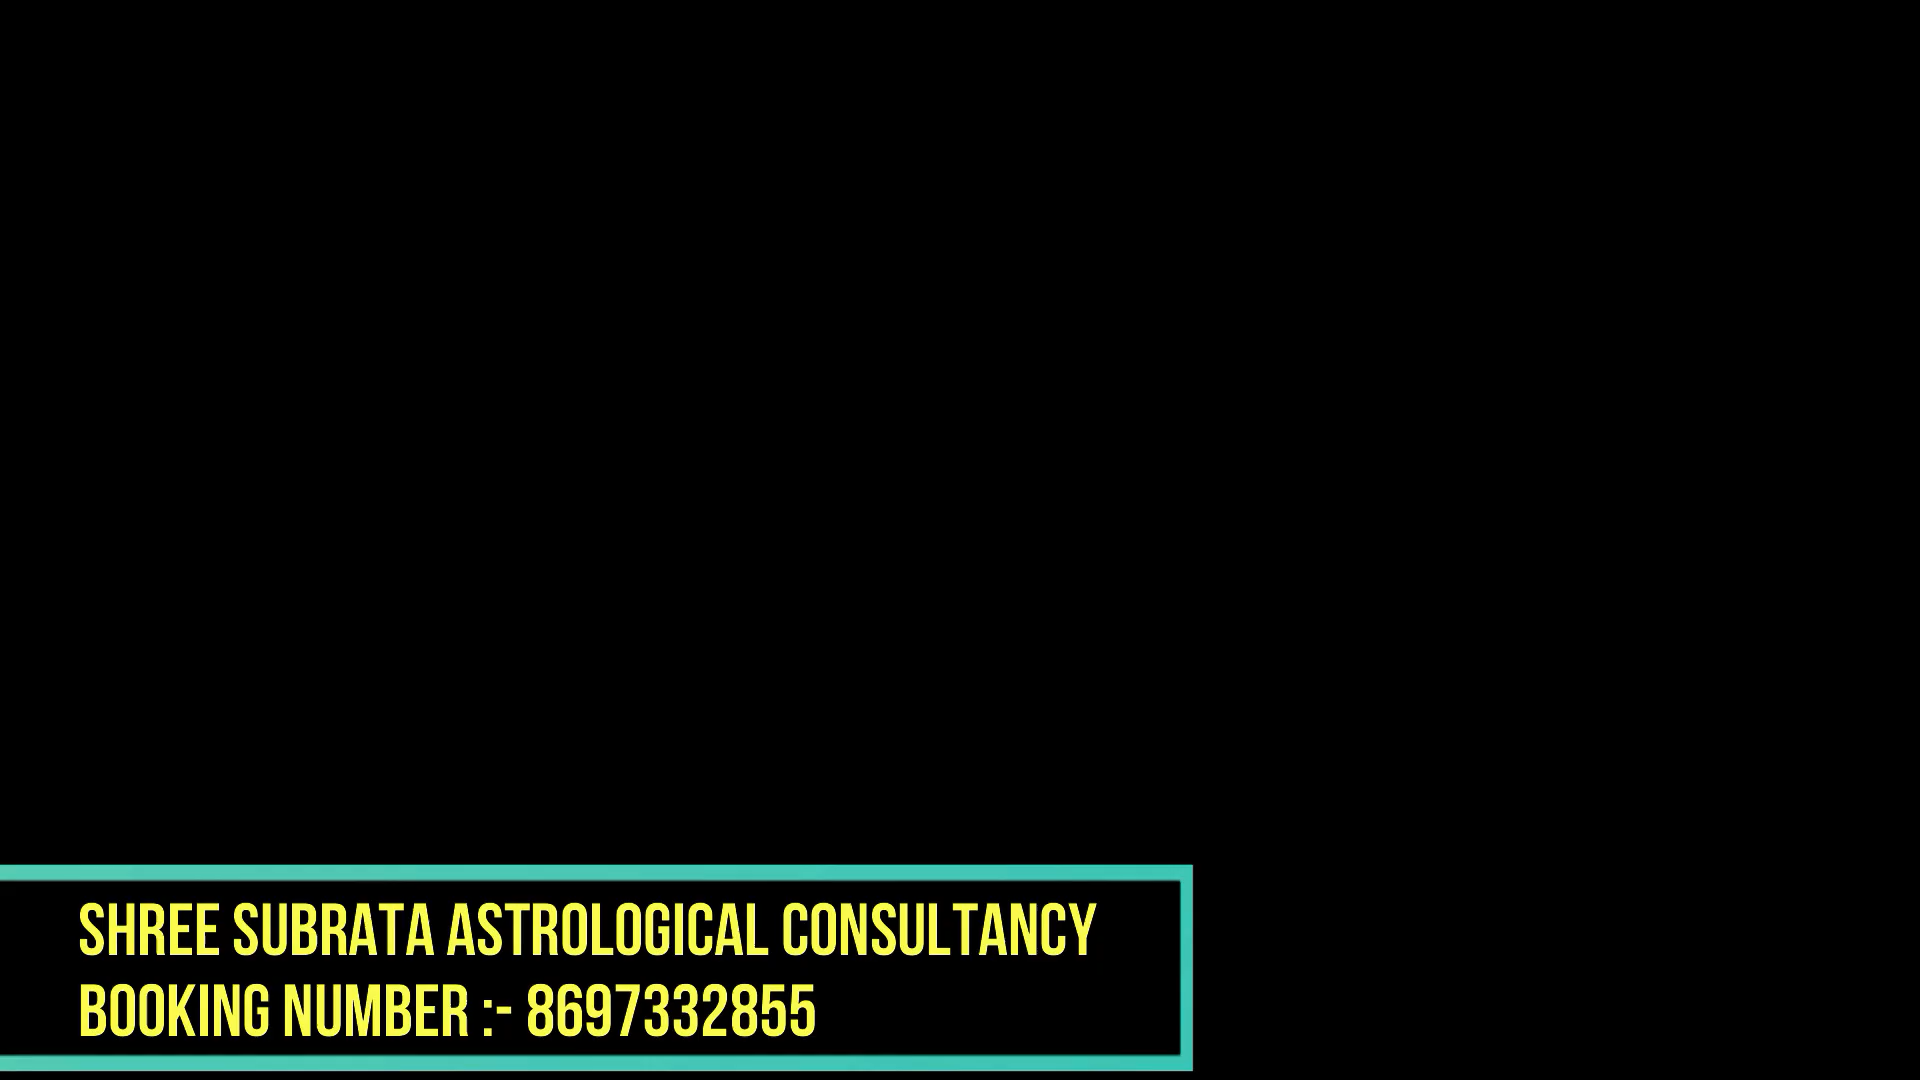 SHREE SUBRATA ASTROLOGICAL CONSULTANCY
BOOKING NUMBER :- 8697332855